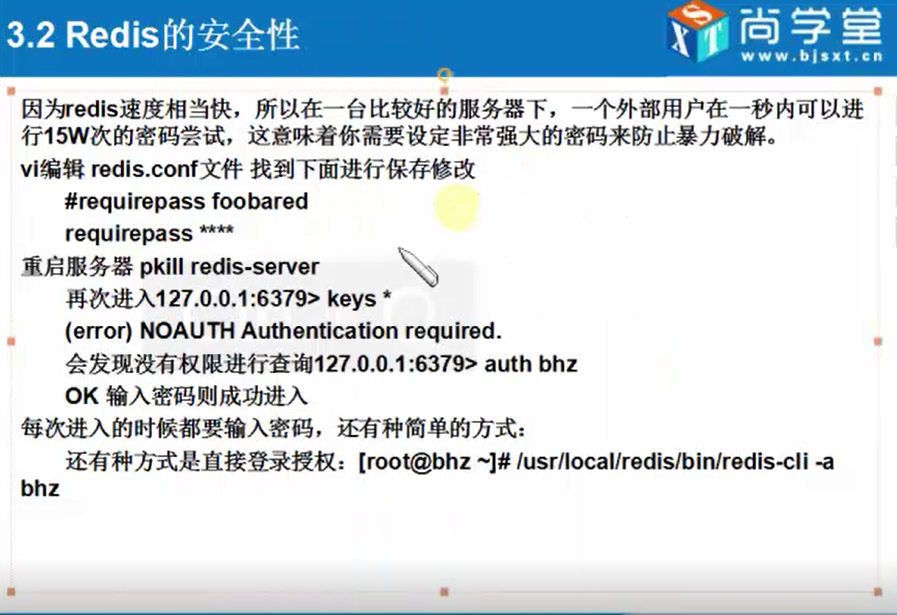 3.2 Redis的安全性
尚学堂
www.bjsxt.cn
因为redis速度相当快，所以在一台比较好的服务器下，一个外部用户在一秒内可以进
行15W次的密码尝试，这意味着你需要设定非常强大的密码来防止暴力破解。
vi编辑 redis.conf文件 找到下面进行保存修改
#requirepass foobared
requirepass ****
重启服务器 pkill redis-server
再次进入127.0.0.1:6379> keys *
(error) NOAUTH Authentication required.
会发现没有权限进行查询127.0.0.1:6379> auth bhz
OK 输入密码则成功进入
每次进入的时候都要输入密码，还有种简单的方式：
还有种方式是直接登录授权：[root@bhz ~]# /usr/local/redis/bin/redis-cli -a
bhz